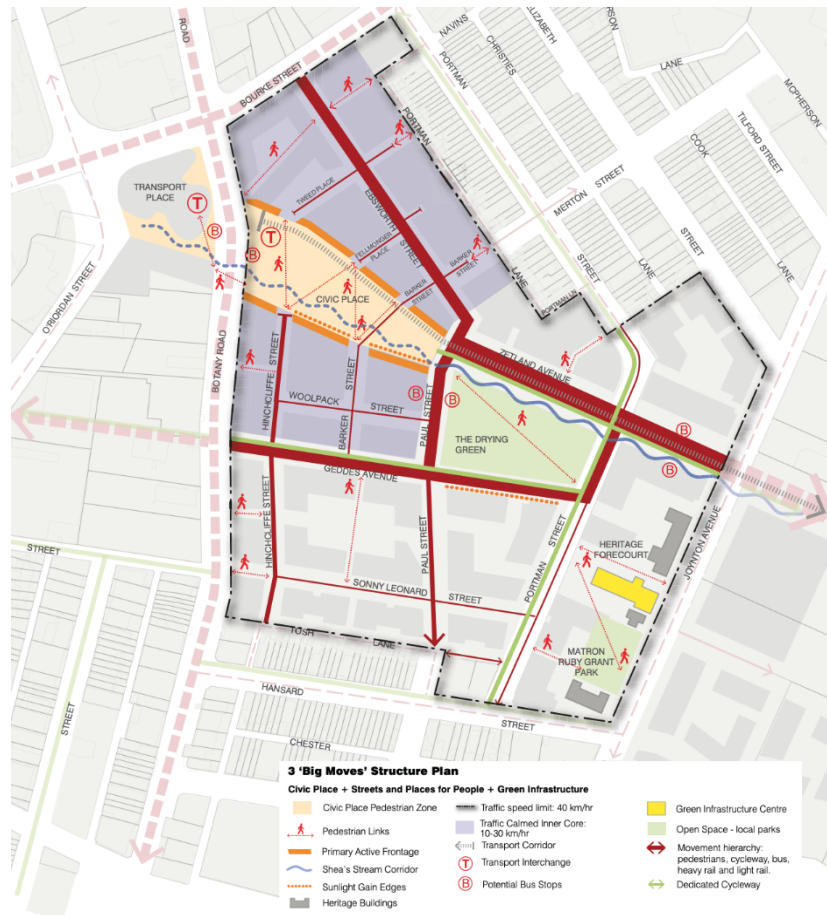 ROAD
BOURKE STREET
NAVINS
PORTMAN
CHRISTIES
ELIZABETH
MCPHERSON
LANE
MCPHERSON
TILFORD STREET
COOK
STREET
MERTON STREET
STREET
PORTMAN
LANE
PORTMAN LN
TRANSPORT
PLACE
T
B
T
B
TWEED PLACE
EBSWORTH
STREET
FELLMONGER
PLACE
BARKER
STREET
BARKER
STREET
CIVIC PLACE
O'RIORDAN STREET
BOTANY ROAD
ZETLAND AVENUE
HINCHCLIFFE STREET
WOOLPACK STREET
BARKER STREET
PAUL STREET
B
B
THE DRYING
GREEN
B
B
GEDDES AVENUE
HINCHCLIFFE STREET
PAUL STREET
PORTMAN STREET
HERITAGE
FORECOURT
JOYNTON AVENUE
STREET
SONNY LEONARD STREET
TOSH LANE
MATRON
RUBY GRANT
PARK
HANSARD STREET
STREET
CHESTER
3 ‘Big Moves’ Structure Plan
Civic Place + Streets and Places for People + Green Infrastructure
Civic Place Pedestrian Zone
Pedestrian Links
Primary Active Frontage
Shea's Stream Corridor
Sunlight Gain Edges
Heritage Buildings
Traffic speed limit: 40 km/hr
Traffic Calmed Inner Core:
10-30 km/hr
Transport Corridor
T Transport Interchange
B Potential Bus Stops
Green Infrastructure Centre
Open Space - local parks
Movement hierarchy:
pedestrians, cycleway, bus,
heavy rail and light rail.
Dedicated Cycleway